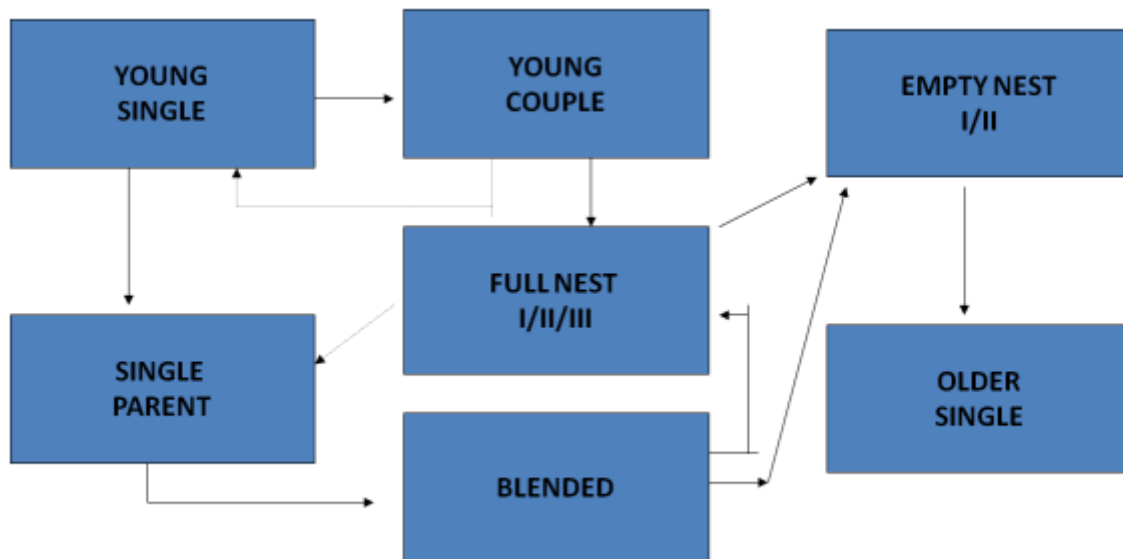 YOUNG
SINGLE
YOUNG
COUPLE
EMPTY NEST
I/II
FULL NEST
I/II/III
SINGLE
PARENT
OLDER
SINGLE
BLENDED